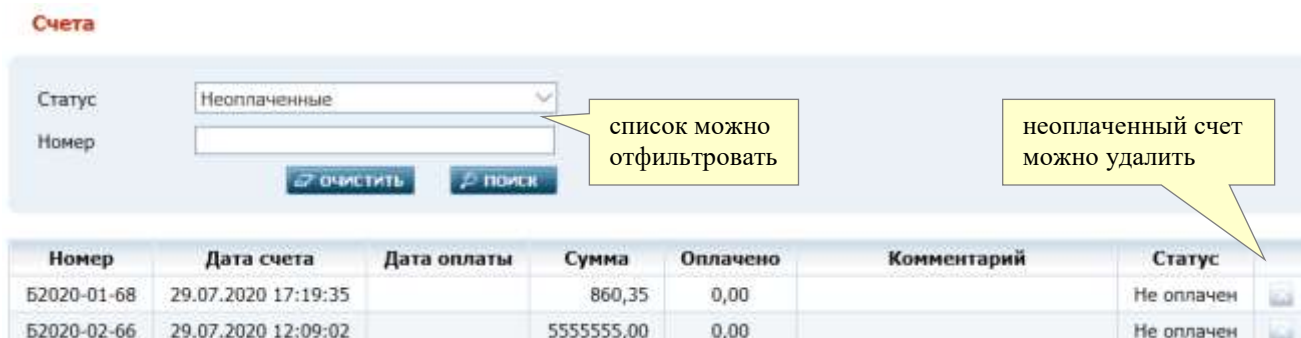 Счета
Статус Неоплаченные
Номер
список можно
отфильтровать
неоплаченный счет
можно удалить
ОЧИСТИТЬ ПОИСК
Номер Дата счета Дата оплаты Сумма Оплачено Комментарий Статус
Б2020-01-68 29.07.2020 17:19:35 860,35 0,00 Не оплачен
Б2020-02-66 29.07.2020 12:09:02 5555555,00 0,00 Не оплачен